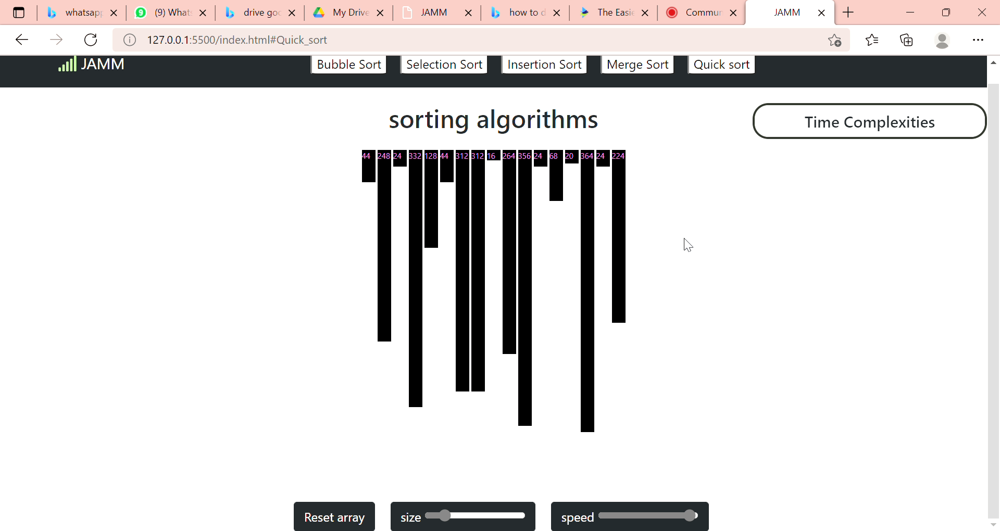 whatsapp
9 (9) Whats
drive goo
My Drive
JAMM
how to d
The Easie
Commun
JAMM
127.0.0.1:5500/index.html#Quick_sort
JAMM
Bubble Sort
Selection Sort
Insertion Sort
Merge Sort
Quick sort
sorting algorithms
Time Complexities
44 248 24 332 128 44 312 312 16 264 356 24 68 20 364 24 224
Reset array
size
speed